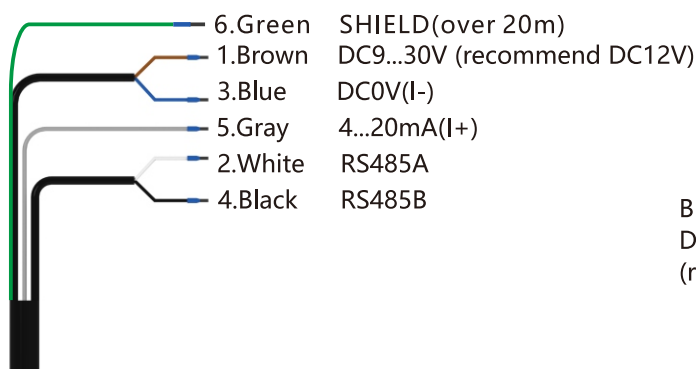 6.Green SHIELD(over 20m)
1.Brown DC9...30V (recommend DC12V)
3.Blue DC0V(I-)
5.Gray 4...20mA(I+)
2.White RS485A
4.Black RS485B
B
D
(r